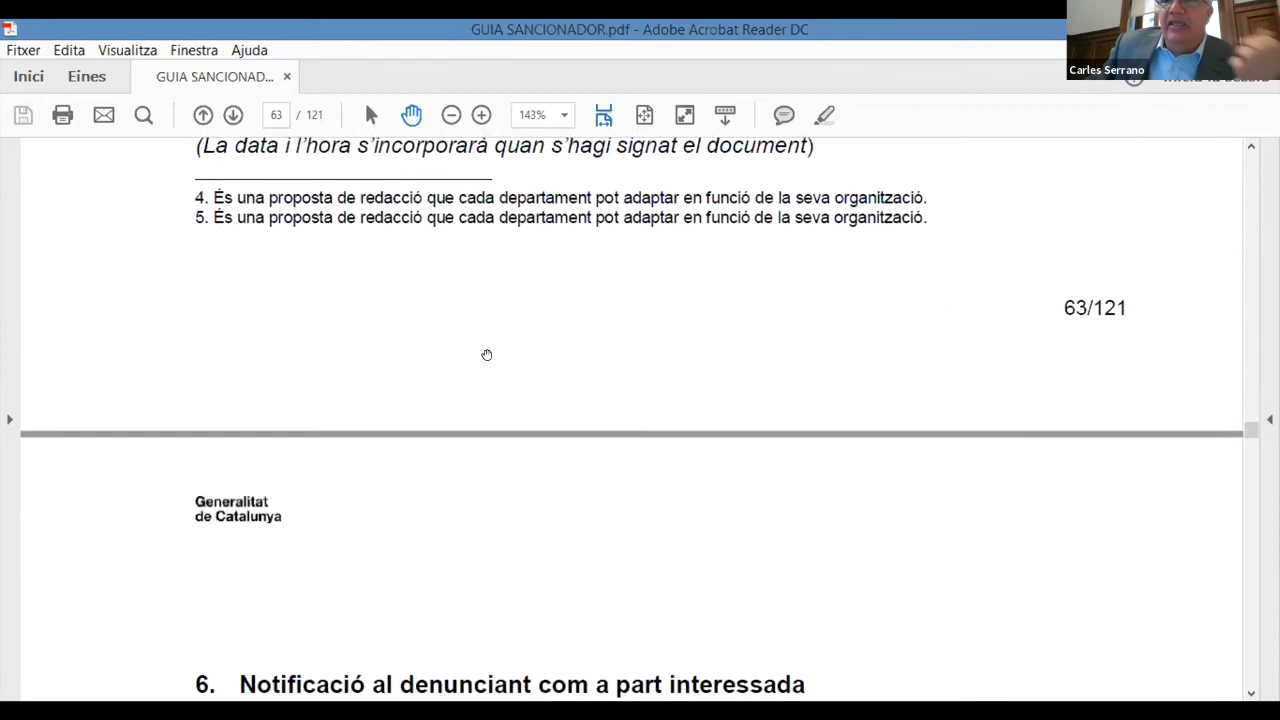 GUIA SANCIONADOR.pdf - Adobe Acrobat Reader DC
Fitxer Edita Visualitza Finestra Ajuda
Carles Serrano
Inici Eines GUIA SANCIONAD... ×
63 / 121 143%
(La data i l'hora s'incorporarà quan s'hagi signat el document)
4. És una proposta de redacció que cada departament pot adaptar en funció de la seva organització.
5. És una proposta de redacció que cada departament pot adaptar en funció de la seva organització.
63/121
Generalitat
de Catalunya
6. Notificació al denunciant com a part interessada